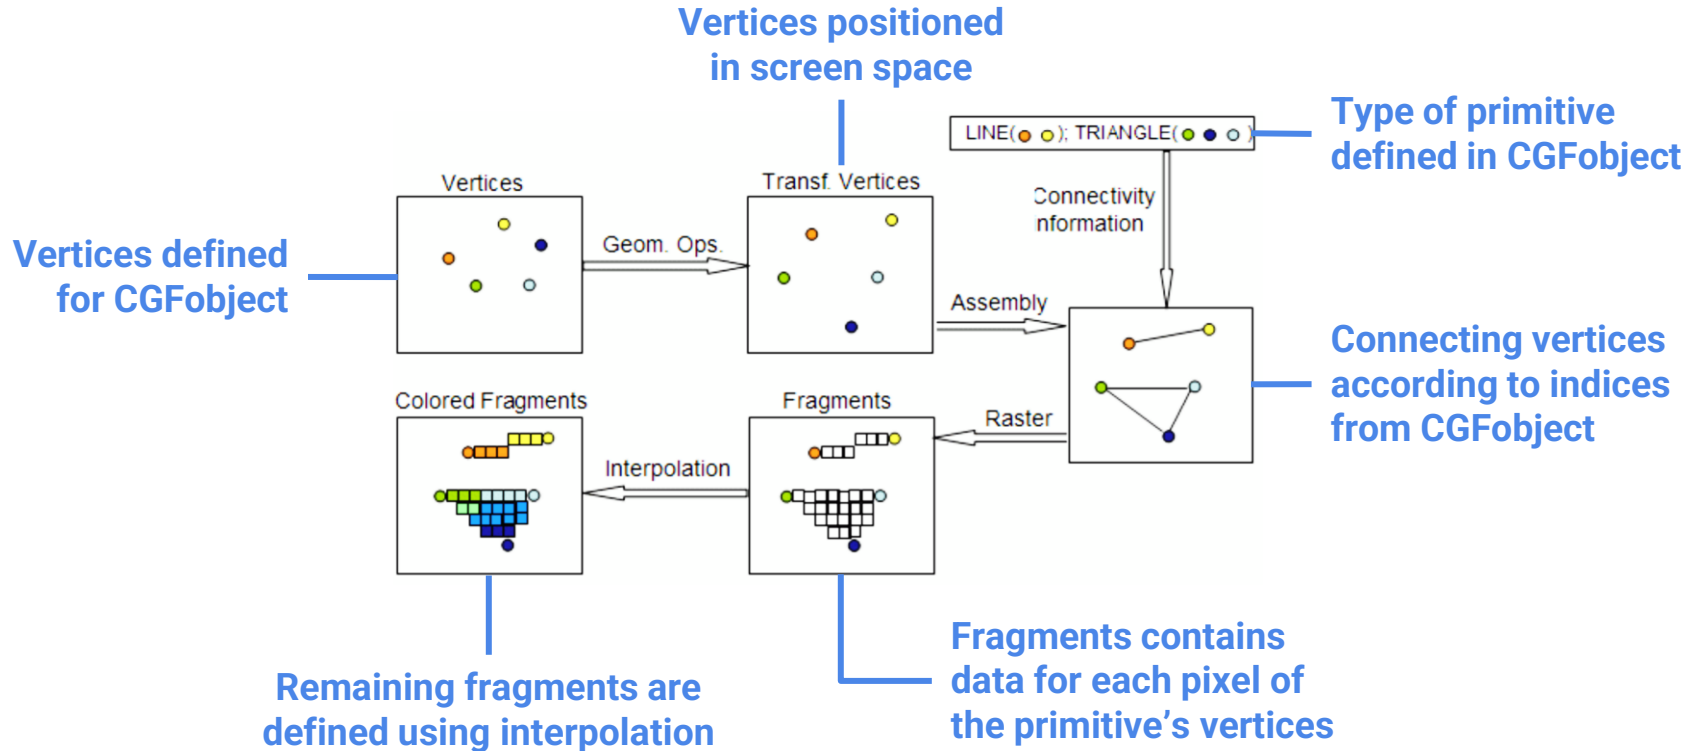 Vertices positioned
in screen space
LINE( ); TRIANGLE( )
Type of primitive
defined in CGFobject
Vertices
Transf. Vertices
Connectivity
nformation
Vertices defined
for CGFobject
Geom. Ops.
Assembly
Connecting vertices
according to indices
from CGFobject
Colored Fragments
Fragments
Raster
Interpolation
Fragments contains
data for each pixel of
the primitive’s vertices
Remaining fragments are
defined using interpolation